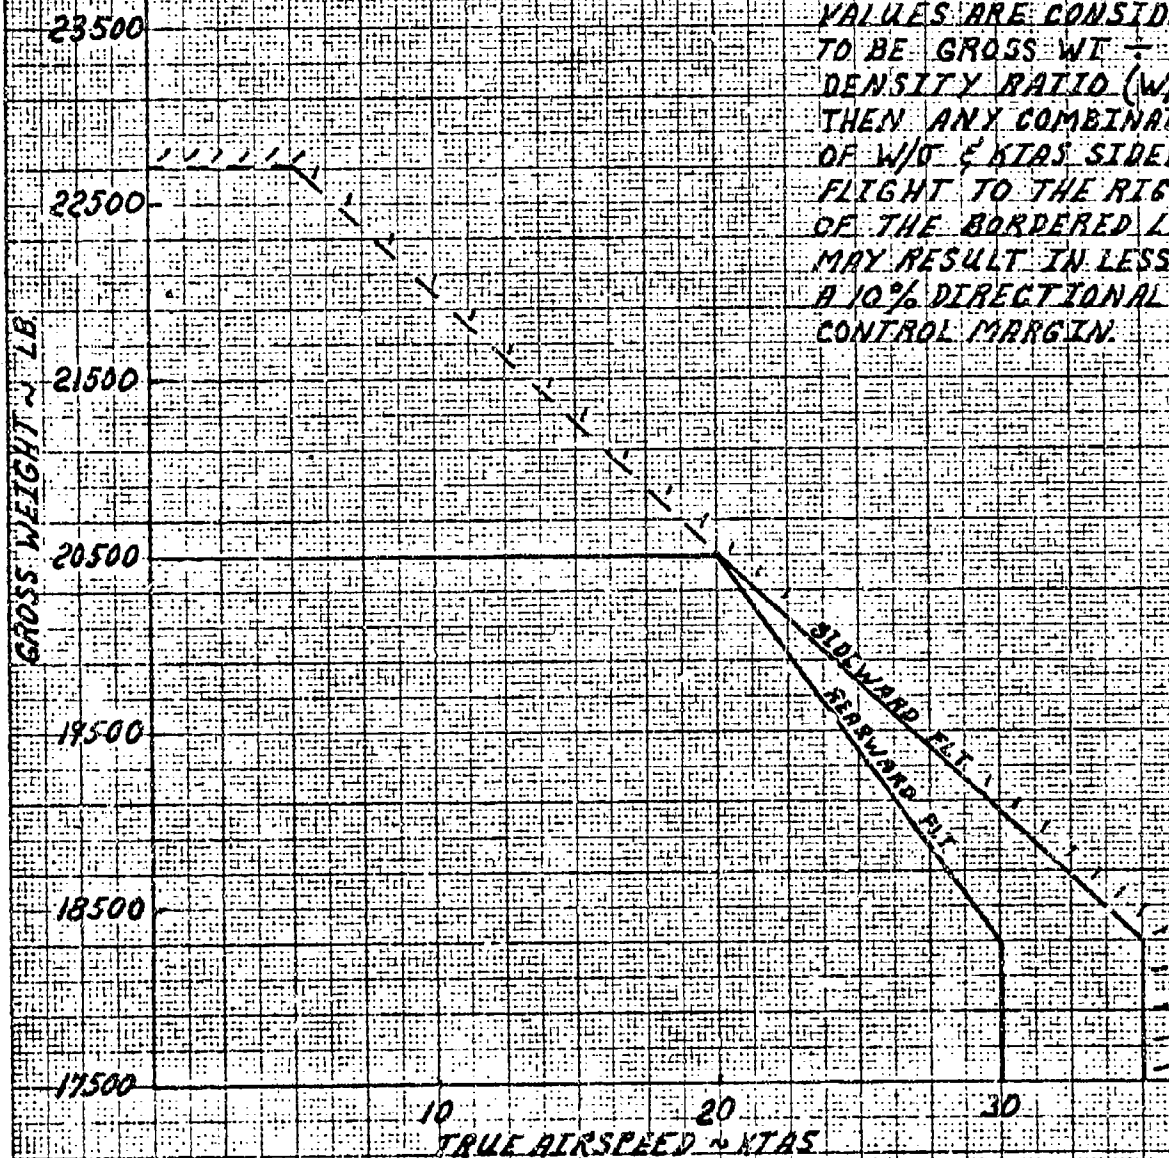 23500
22500
21500
20500
19500
18500
17500
GROSS WEIGHT ~ LB
VALUES ARE CONSID
TO BE GROSS WT ÷
DENSITY RATIO (W/
THEN ANY COMBINA
OF W/σ & KTAS SIDE
FLIGHT TO THE RIG
OF THE BORDERED L
MAY RESULT IN LESS
A 10% DIRECTIONAL
CONTROL MARGIN.
SIDEWARD FLT.
REARWARD FLT
10 20 30
TRUE AIRSPEED ~ KTAS